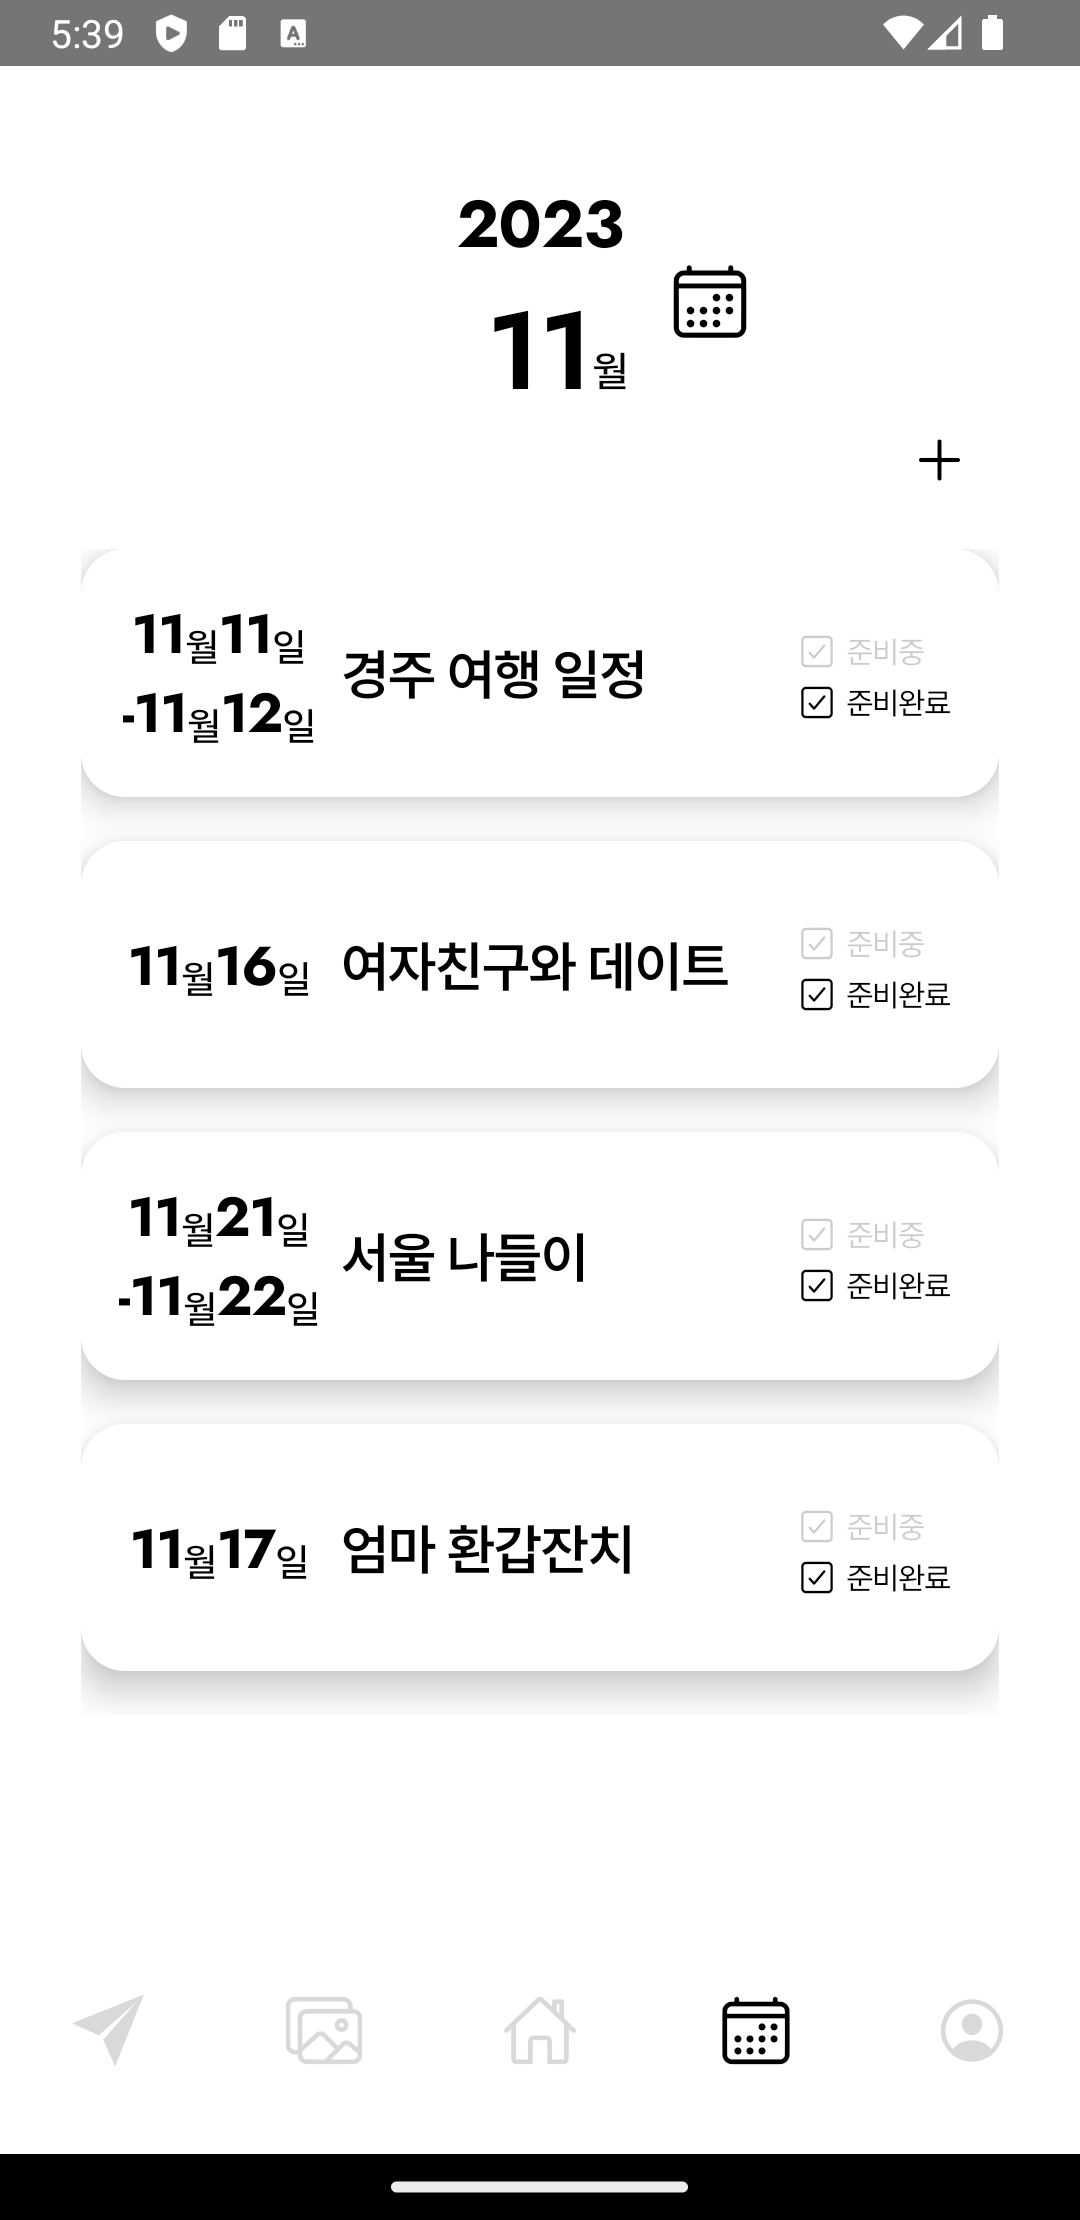 5:39
2023
11월
11월11일
-11월12일
경주 여행 일정
준비중
준비완료
11월16일
여자친구와 데이트
준비중
준비완료
11월21일
-11월22일
서울 나들이
준비중
준비완료
11월17일
엄마 환갑잔치
준비중
준비완료